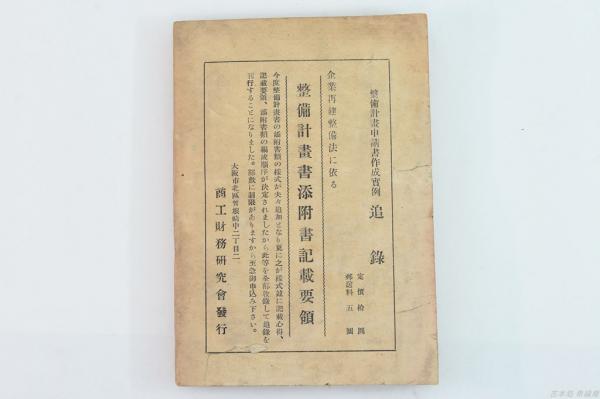 整備計畫申請書作成實例
追錄
定價拾圓
郵送料五圓
企業再建整備法に依る
整備計畫書添附書記載要領
今度整備計畫書の添附書類の樣式が夫々追加となり更に之が樣式並に記載心得、
記載要領、添附書類の編成順序が決定されましたから此等を全部收錄して追錄を
刊行することになりました。部數に制限がありますから至急御申込み下さい。
大阪市北區曾根崎中二丁目二
商工財務研究會發行